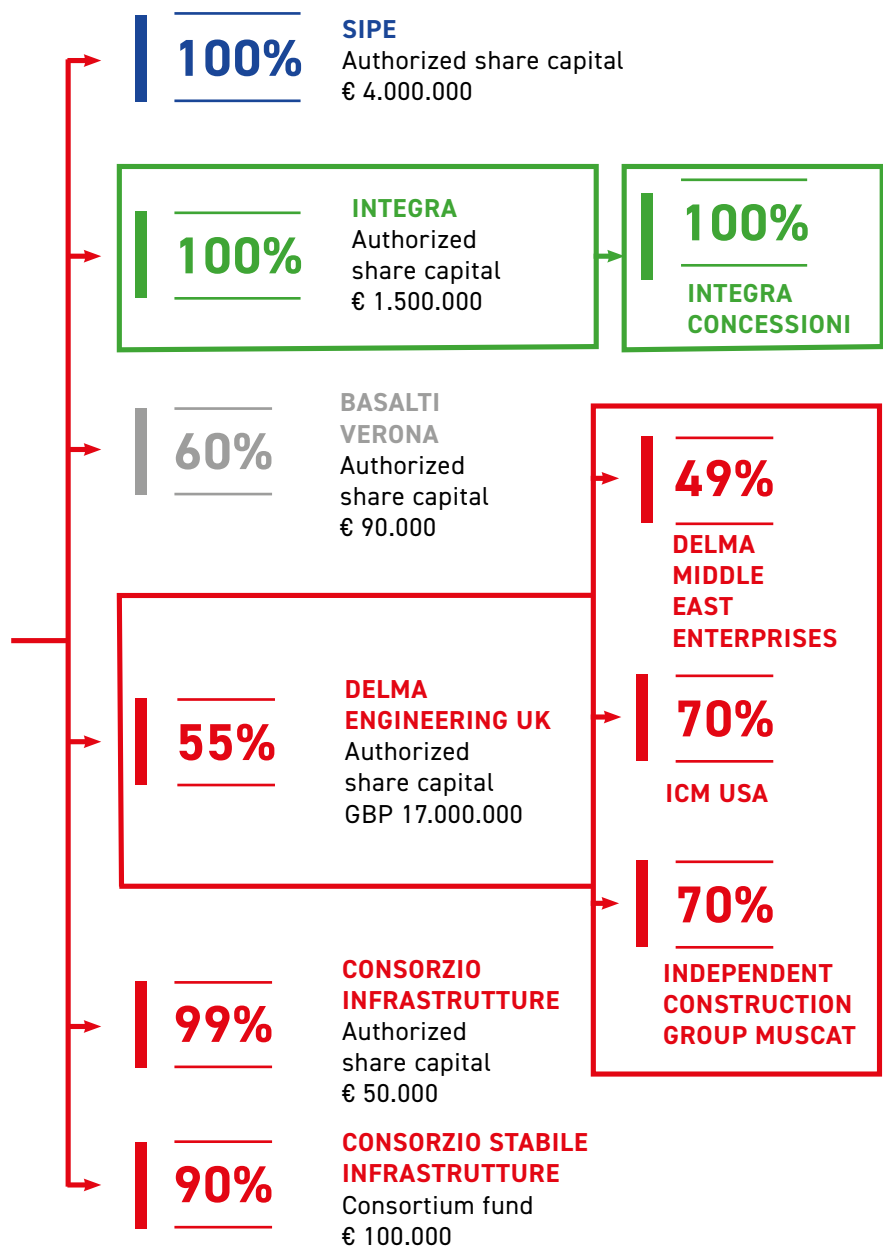 100%
SIPE
Authorized share capital
€ 4.000.000
100%
INTEGRA
Authorized
share capital
€ 1.500.000
100%
INTEGRA
CONCESSIONI
60%
BASALTI
VERONA
Authorized
share capital
€ 90.000
55%
DELMA
ENGINEERING UK
Authorized
share capital
GBP 17.000.000
49%
DELMA
MIDDLE
EAST
ENTERPRISES
70%
ICM USA
70%
INDEPENDENT
CONSTRUCTION
GROUP MUSCAT
99%
CONSORZIO
INFRASTRUTTURE
Authorized
share capital
€ 50.000
90%
CONSORZIO STABILE
INFRASTRUTTURE
Consortium fund
€ 100.000